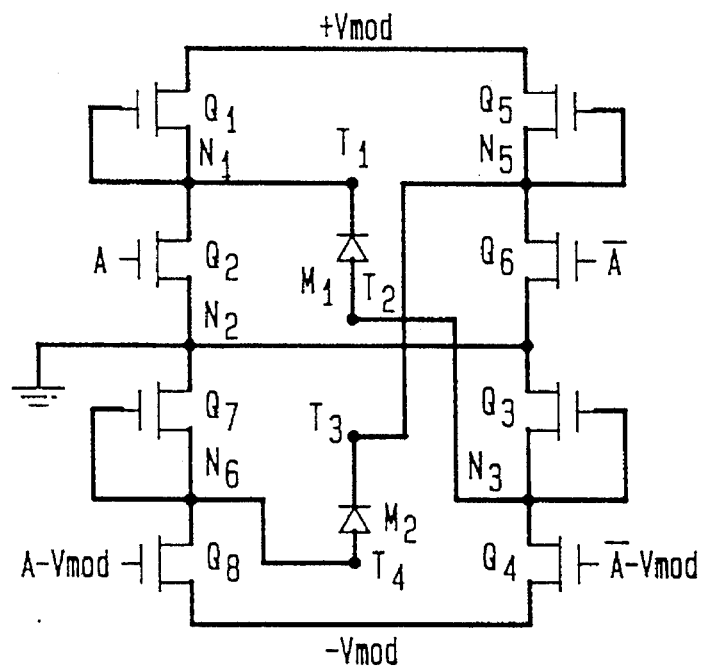 +Vmod
Q1 Q5
N1 T1 N5
A Q2 Q6 A̅
M1 T2
N2
Q7 Q3
T3
N6 N3
M2
A-Vmod Q8 T4 Q4 A̅-Vmod
-Vmod